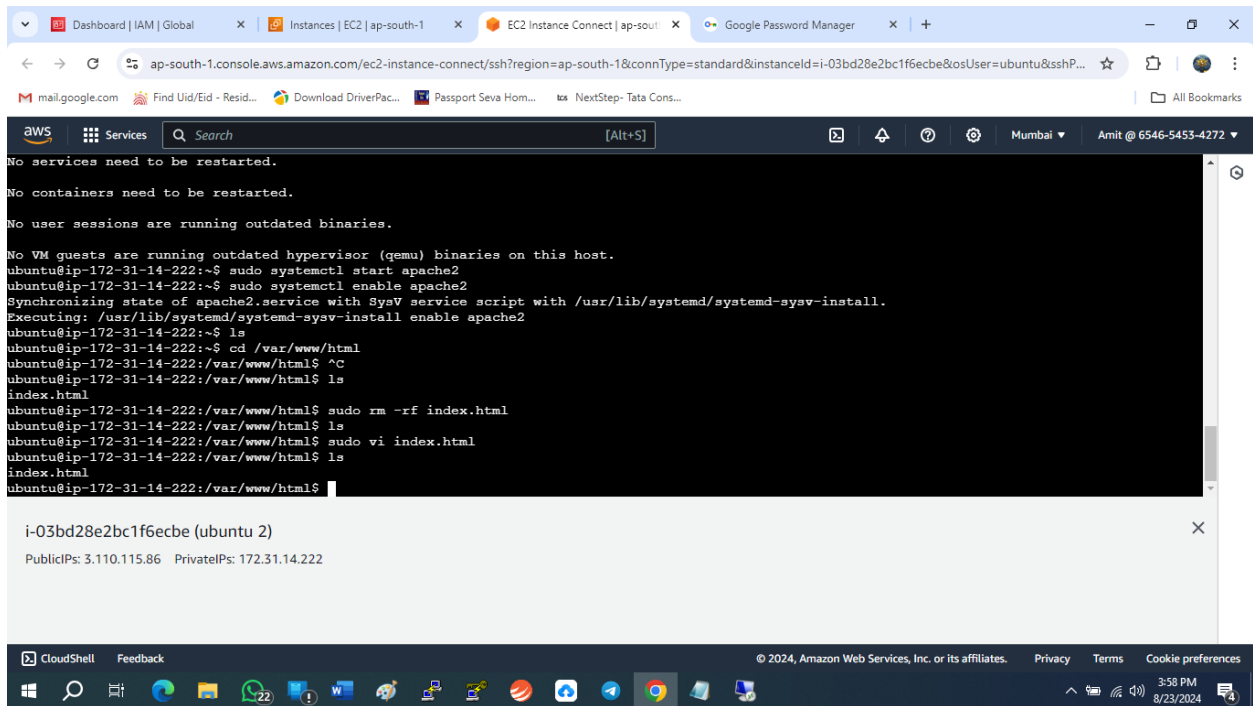 Dashboard | IAM | Global
Instances | EC2 | ap-south-1
EC2 Instance Connect | ap-sout
Google Password Manager
ap-south-1.console.aws.amazon.com/ec2-instance-connect/ssh?region=ap-south-1&connType=standard&instanceId=i-03bd28e2bc1f6ecbe&osUser=ubuntu&sshP...
mail.google.com
Find Uid/Eid - Resid...
Download DriverPac...
Passport Seva Hom...
tcs NextStep- Tata Cons...
All Bookmarks
aws
Services
Search
[Alt+S]
Mumbai
Amit @ 6546-5453-4272
No services need to be restarted.
No containers need to be restarted.
No user sessions are running outdated binaries.
No VM guests are running outdated hypervisor (qemu) binaries on this host.
ubuntu@ip-172-31-14-222:~$ sudo systemctl start apache2
ubuntu@ip-172-31-14-222:~$ sudo systemctl enable apache2
Synchronizing state of apache2.service with SysV service script with /usr/lib/systemd/systemd-sysv-install.
Executing: /usr/lib/systemd/systemd-sysv-install enable apache2
ubuntu@ip-172-31-14-222:~$ ls
ubuntu@ip-172-31-14-222:~$ cd /var/www/html
ubuntu@ip-172-31-14-222:/var/www/html$ ^C
ubuntu@ip-172-31-14-222:/var/www/html$ ls
index.html
ubuntu@ip-172-31-14-222:/var/www/html$ sudo rm -rf index.html
ubuntu@ip-172-31-14-222:/var/www/html$ ls
ubuntu@ip-172-31-14-222:/var/www/html$ sudo vi index.html
ubuntu@ip-172-31-14-222:/var/www/html$ ls
index.html
ubuntu@ip-172-31-14-222:/var/www/html$
i-03bd28e2bc1f6ecbe (ubuntu 2)
PublicIPs: 3.110.115.86 PrivateIPs: 172.31.14.222
CloudShell
Feedback
© 2024, Amazon Web Services, Inc. or its affiliates.
Privacy
Terms
Cookie preferences
22
3:58 PM
8/23/2024
4